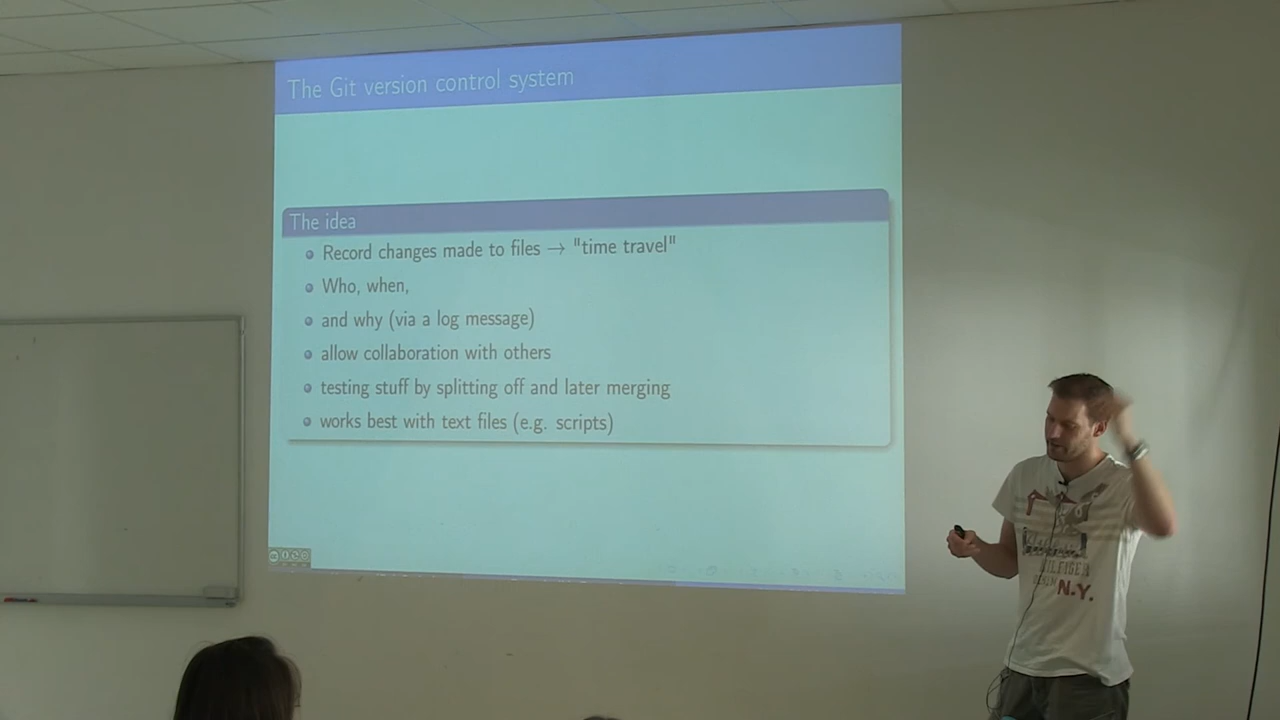 The Git version control system
The idea
Record changes made to files → "time travel"
Who, when,
and why (via a log message)
allow collaboration with others
testing stuff by splitting off and later merging
works best with text files (e.g. scripts)
N.Y.